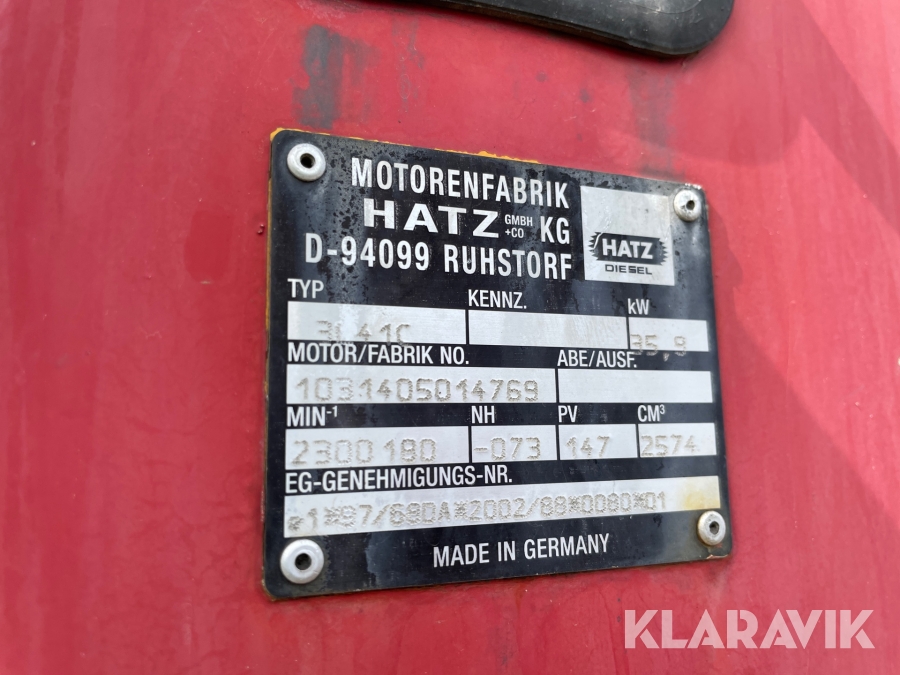 MOTORENFABRIK
HATZ GMBH +CO KG
D-94099 RUHSTORF
HATZ
DIESEL
TYP KENNZ. kW
3L41C 35,9
MOTOR/FABRIK NO. ABE/AUSF.
1031405014769
MIN-1 NH PV CM³
2300 180 -073 147 2574
EG-GENEHMIGUNGS-NR.
e1*97/68DA*2002/88*0080*01
MADE IN GERMANY
KLARAVIK